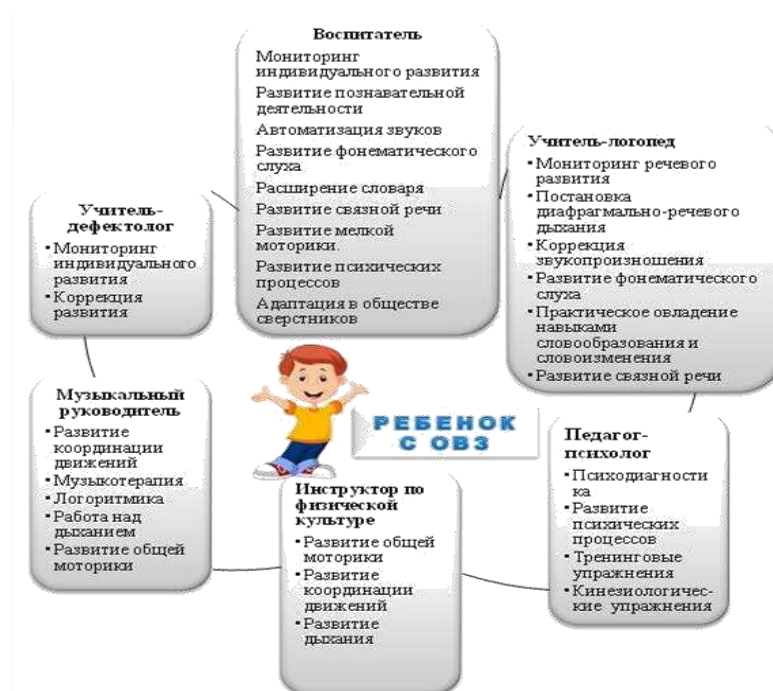 Воспитатель
Мониторинг
индивидуального развития
Развитие познавательной
деятельности
Автоматизация звуков
Развитие фонематического
слуха
Расширение словаря
Развитие связной речи
Развитие мелкой
моторики.
Развитие психических
процессов
Адаптация в обществе
сверстников
Учитель-логопед
•Мониторинг речевого
развития
•Постановка
диафрагмально-речевого
дыхания
•Коррекция
звукопроизношения
•Развитие фонематического
слуха
•Практическое овладение
навыками
словообразования и
словоизменения
•Развитие связной речи
Педагог-
психолог
•Психодиагности
ка
•Развитие
психических
процессов
•Тренинговые
упражнения
•Кинезиологичес-
кие упражнения
Инструктор по
физической
культуре
•Развитие общей
моторики
•Развитие
координации
движений
•Развитие
дыхания
Музыкальный
руководитель
•Развитие
координации
движений
•Музыкотерапия
•Логоритмика
•Работа над
дыханием
•Развитие общей
моторики
Учитель-
дефектолог
•Мониторинг
индивидуального
развития
•Коррекция
развития
РЕБЕНОК
С ОВЗ